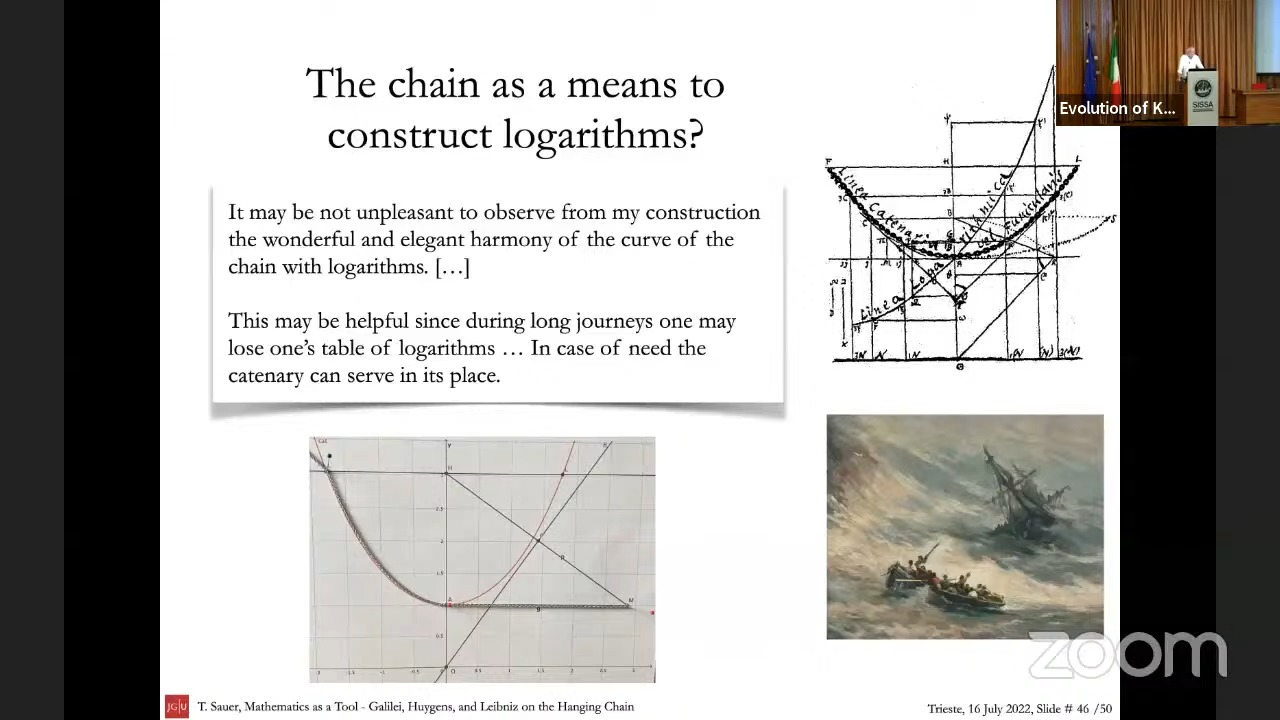 The chain as a means to
construct logarithms?
It may be not unpleasant to observe from my construction
the wonderful and elegant harmony of the curve of the
chain with logarithms. […]
This may be helpful since during long journeys one may
lose one's table of logarithms … In case of need the
catenary can serve in its place.
Evolution of K...
SISSA
Linea Catenaria vel Funicularis
Linea Logarithmica
zoom
JG|U
T. Sauer, Mathematics as a Tool - Galilei, Huygens, and Leibniz on the Hanging Chain
Trieste, 16 July 2022, Slide # 46 /50